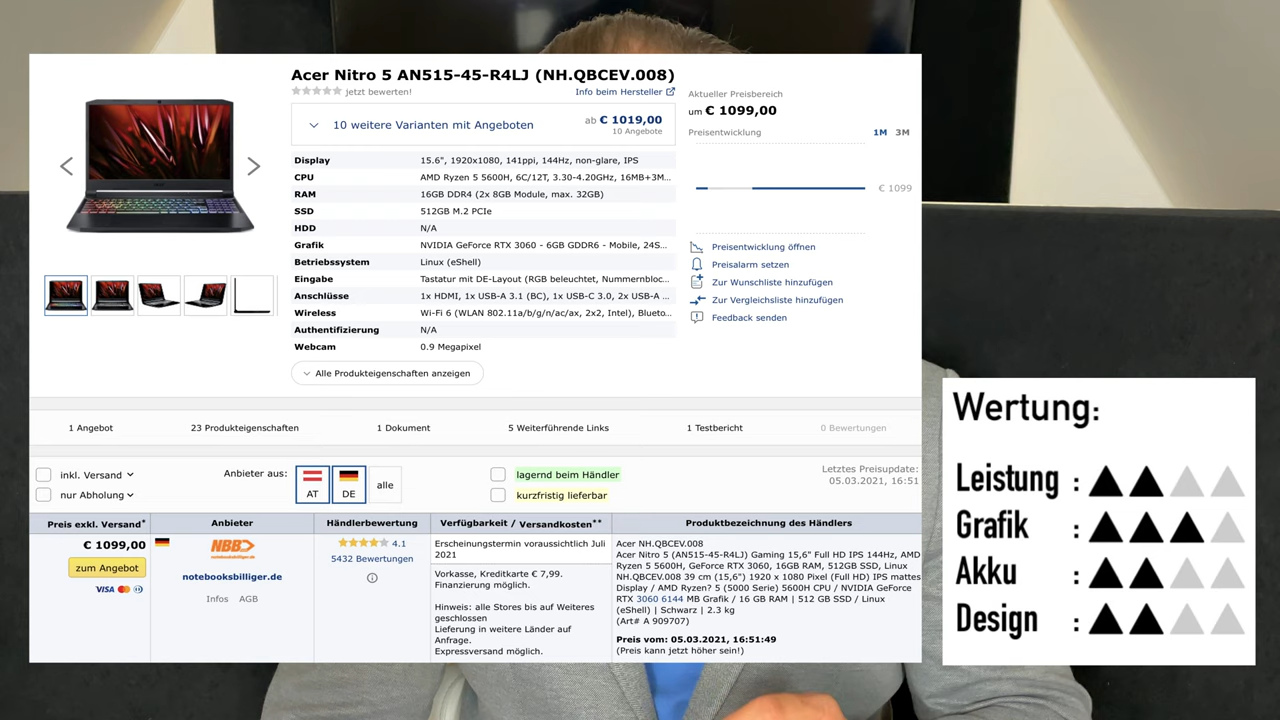 Acer Nitro 5 AN515-45-R4LJ (NH.QBCEV.008)
jetzt bewerten!
Info beim Hersteller
10 weitere Varianten mit Angeboten
ab € 1019,00
10 Angebote
Display 15.6", 1920x1080, 141ppi, 144Hz, non-glare, IPS
CPU AMD Ryzen 5 5600H, 6C/12T, 3.30-4.20GHz, 16MB+3M...
RAM 16GB DDR4 (2x 8GB Module, max. 32GB)
SSD 512GB M.2 PCIe
HDD N/A
Grafik NVIDIA GeForce RTX 3060 - 6GB GDDR6 - Mobile, 24S...
Betriebssystem Linux (eShell)
Eingabe Tastatur mit DE-Layout (RGB beleuchtet, Nummernbloc...
Anschlüsse 1x HDMI, 1x USB-A 3.1 (BC), 1x USB-C 3.0, 2x USB-A ...
Wireless Wi-Fi 6 (WLAN 802.11a/b/g/n/ac/ax, 2x2, Intel), Blueto...
Authentifizierung N/A
Webcam 0.9 Megapixel
Alle Produkteigenschaften anzeigen
Aktueller Preisbereich
um € 1099,00
Preisentwicklung 1M 3M
€ 1099
Preisentwicklung öffnen
Preisalarm setzen
Zur Wunschliste hinzufügen
Zur Vergleichsliste hinzufügen
Feedback senden
1 Angebot 23 Produkteigenschaften 1 Dokument 5 Weiterführende Links 1 Testbericht 0 Bewertungen
inkl. Versand
nur Abholung
Anbieter aus:
AT
DE
alle
lagernd beim Händler
kurzfristig lieferbar
Letztes Preisupdate:
05.03.2021, 16:51
Preis exkl. Versand* Anbieter Händlerbewertung Verfügbarkeit / Versandkosten** Produktbezeichnung des Händlers
€ 1099,00
zum Angebot
VISA
NBB
notebooksbilliger.de
Infos AGB
4.1
5432 Bewertungen
Erscheinungstermin voraussichtlich Juli
2021
Vorkasse, Kreditkarte € 7,99.
Finanzierung möglich.
Hinweis: alle Stores bis auf Weiteres
geschlossen
Lieferung in weitere Länder auf
Anfrage.
Expressversand möglich.
Acer NH.QBCEV.008
Acer Nitro 5 (AN515-45-R4LJ) Gaming 15,6" Full HD IPS 144Hz, AMD
Ryzen 5 5600H, GeForce RTX 3060, 16GB RAM, 512GB SSD, Linux
NH.QBCEV.008 39 cm (15,6") 1920 x 1080 Pixel (Full HD) IPS mattes
Display / AMD Ryzen? 5 (5000 Serie) 5600H CPU / NVIDIA GeForce
RTX 3060 6144 MB Grafik / 16 GB RAM | 512 GB SSD / Linux
(eShell) | Schwarz | 2.3 kg
(Art# A 909707)
Preis vom: 05.03.2021, 16:51:49
(Preis kann jetzt höher sein!)
Wertung:
Leistung :
Grafik :
Akku :
Design :